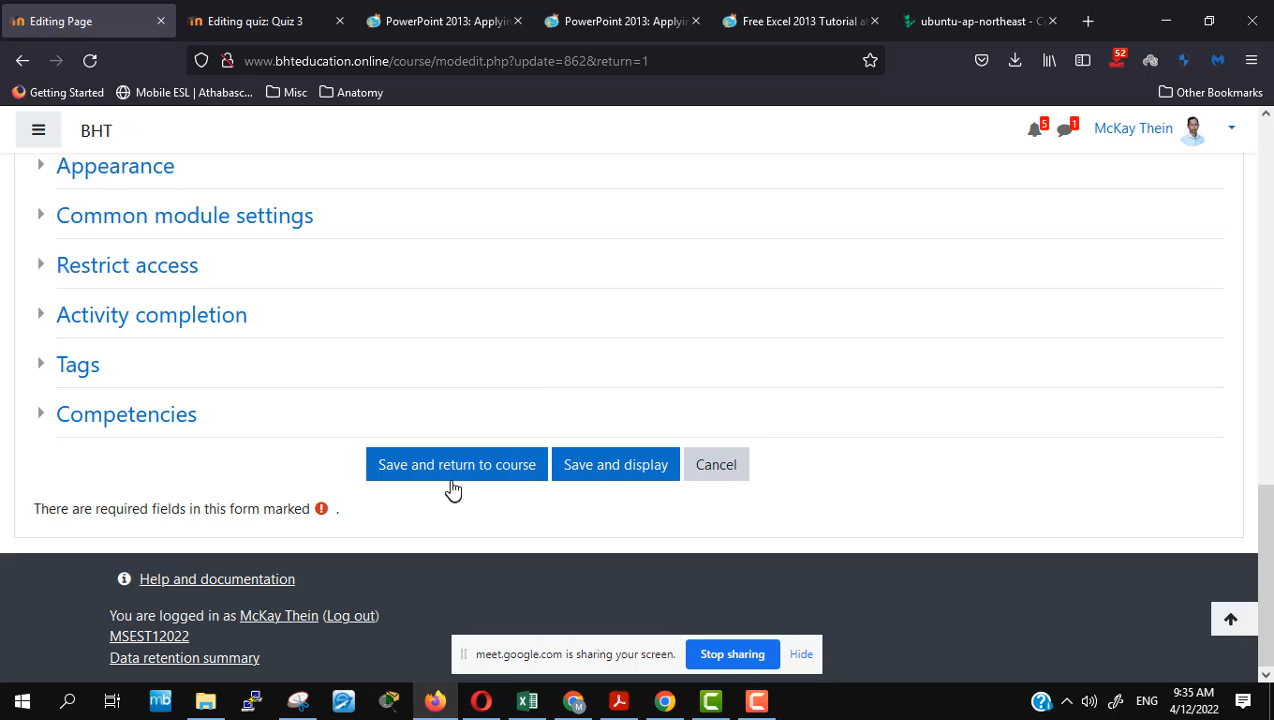 Editing Page
Editing quiz: Quiz 3
PowerPoint 2013: Applyin
PowerPoint 2013: Applyin
Free Excel 2013 Tutorial at
ubuntu-ap-northeast - Co
www.bhteducation.online/course/modedit.php?update=862&return=1
52
Getting Started
Mobile ESL | Athabasc...
Misc
Anatomy
Other Bookmarks
BHT
5
1
McKay Thein
Appearance
Common module settings
Restrict access
Activity completion
Tags
Competencies
Save and return to course
Save and display
Cancel
There are required fields in this form marked .
Help and documentation
You are logged in as McKay Thein (Log out)
MSEST12022
Data retention summary
meet.google.com is sharing your screen.
Stop sharing
Hide
mb
M
ENG
9:35 AM
4/12/2022